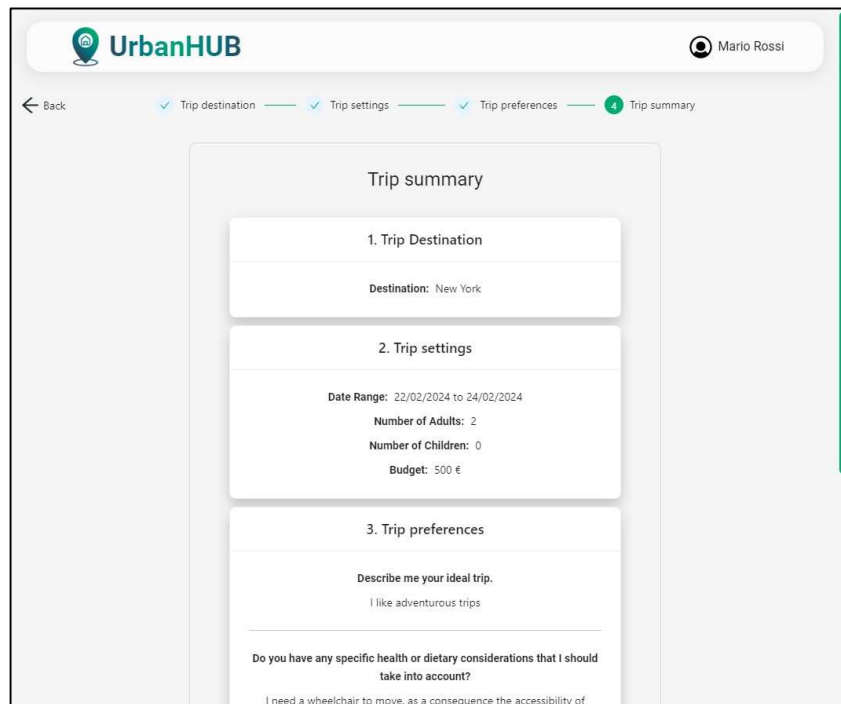 UrbanHUB
Mario Rossi
Back
Trip destination
Trip settings
Trip preferences
4 Trip summary
Trip summary
1. Trip Destination
Destination: New York
2. Trip settings
Date Range: 22/02/2024 to 24/02/2024
Number of Adults: 2
Number of Children: 0
Budget: 500 €
3. Trip preferences
Describe me your ideal trip.
I like adventurous trips
Do you have any specific health or dietary considerations that I should
take into account?
I need a wheelchair to move, as a consequence the accessibility of